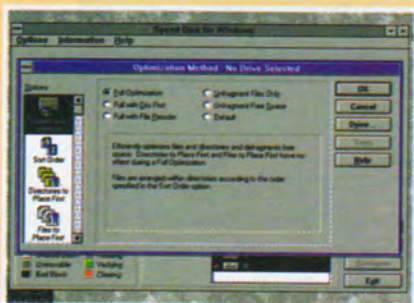 Speed Disk for Windows
Options Information Help
Optimization Method - No Drive Selected
Options
Full Optimization
Full with Dirs First
Full with File Reorder
Unfragment Files Only
Unfragment Free Space
Default
OK
Cancel
Drive...
Help
Sort Order
Directories to
Place First
Files to
Place First
Efficiently optimizes files and directories and defragments free
space. Directories to Place First and Files to Place First have no
effect during a Full Optimization.
Files are arranged within directories according to the order
specified in the Sort Order option.
Unmovable
Verifying
Bad Block
Clearing
Exit